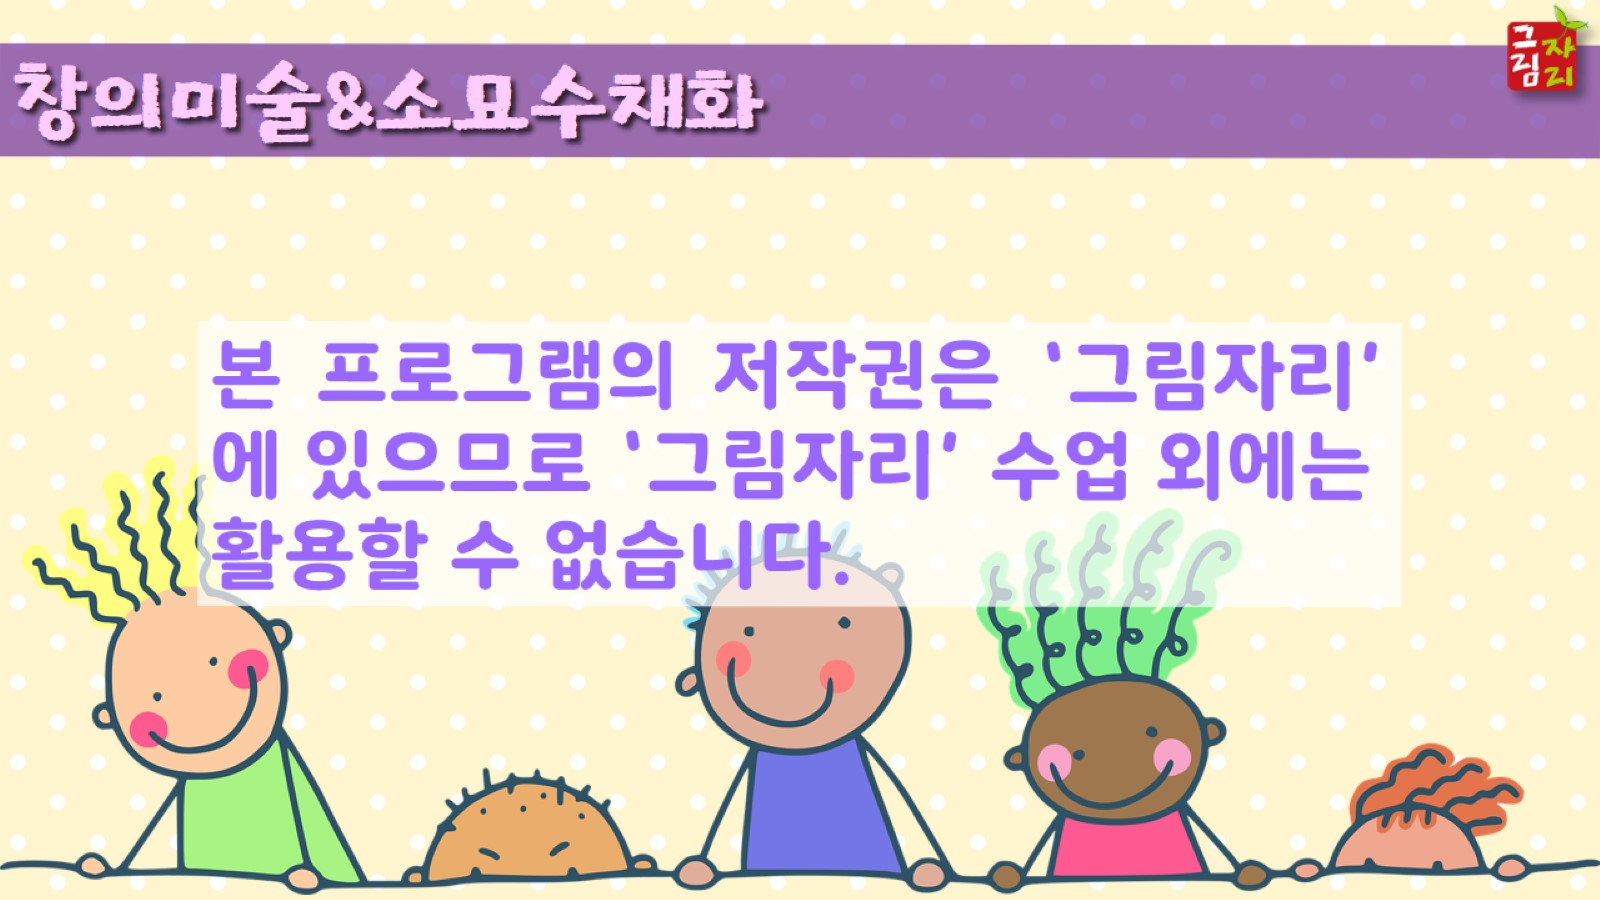 창의미술&소묘수채화
그림
자리
본 프로그램의 저작권은 '그림자리'
에 있으므로 '그림자리' 수업 외에는
활용할 수 없습니다.